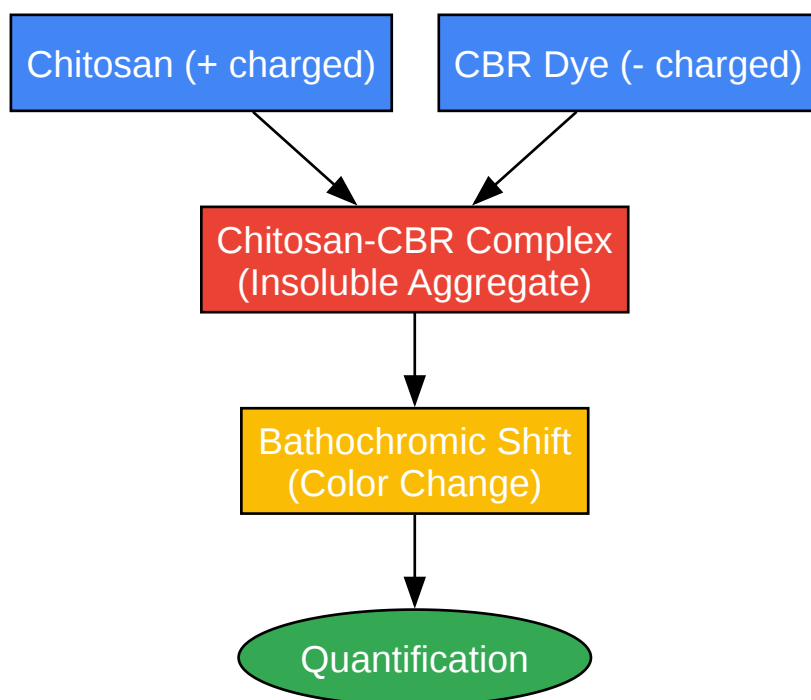 Chitosan (+ charged)
CBR Dye (- charged)
Chitosan-CBR Complex
(Insoluble Aggregate)
Bathochromic Shift
(Color Change)
Quantification